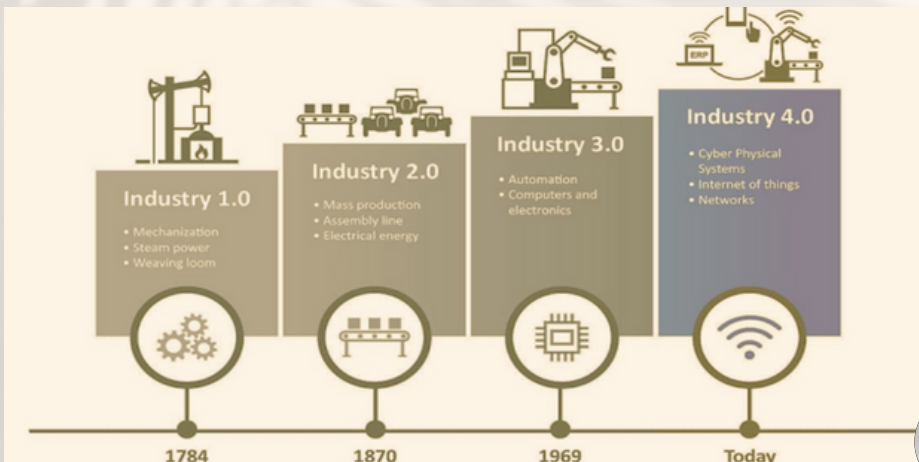 ERP
Industry 1.0
• Mechanization
• Steam power
• Weaving loom
Industry 2.0
• Mass production
• Assembly line
• Electrical energy
Industry 3.0
• Automation
• Computers and
electronics
Industry 4.0
• Cyber Physical
Systems
• Internet of things
• Networks
1784
1870
1969
Today